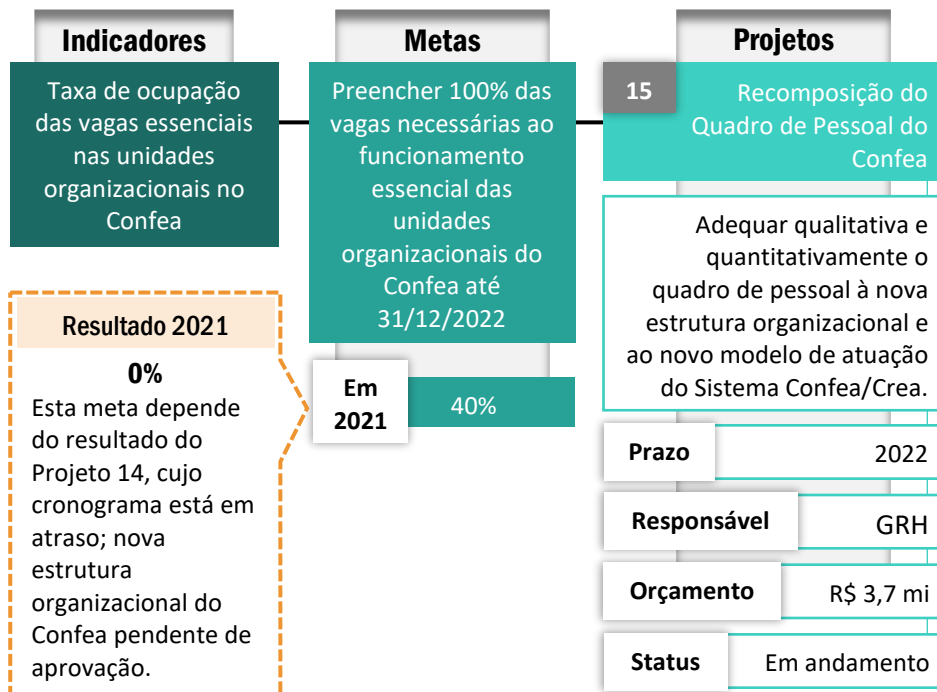 Indicadores
Taxa de ocupação
das vagas essenciais
nas unidades
organizacionais no
Confea
Resultado 2021
0%
Esta meta depende
do resultado do
Projeto 14, cujo
cronograma está em
atraso; nova
estrutura
organizacional do
Confea pendente de
aprovação.
Metas
Preencher 100% das
vagas necessárias ao
funcionamento
essencial das
unidades
organizacionais do
Confea até
31/12/2022
Em
2021
40%
Projetos
15
Recomposição do
Quadro de Pessoal do
Confea
Adequar qualitativa e
quantitativamente o
quadro de pessoal à nova
estrutura organizacional e
ao novo modelo de atuação
do Sistema Confea/Crea.
Prazo 2022
Responsável GRH
Orçamento R$ 3,7 mi
Status Em andamento